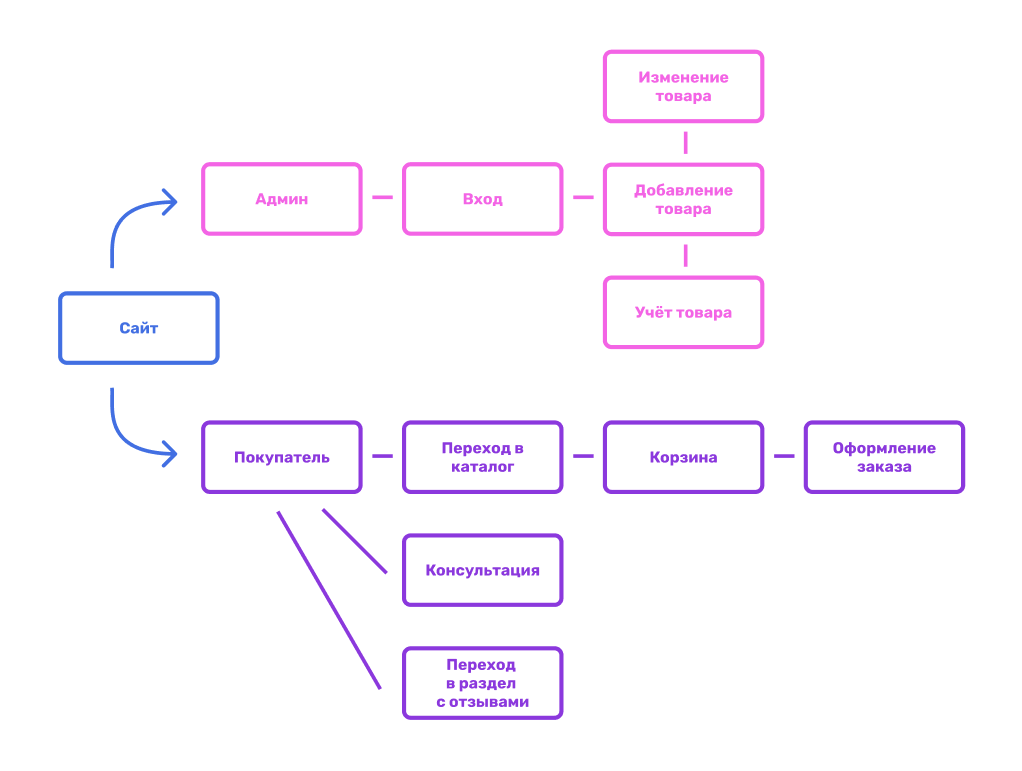 Изменение
товара
Админ
Вход
Добавление
товара
Учёт товара
Сайт
Покупатель
Переход в
каталог
Корзина
Оформление
заказа
Консультация
Переход
в раздел
с отзывами